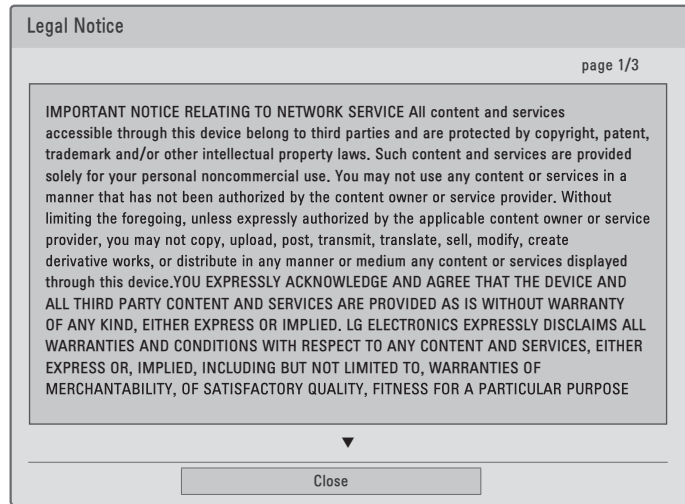 Legal Notice
page 1/3
IMPORTANT NOTICE RELATING TO NETWORK SERVICE All content and services
accessible through this device belong to third parties and are protected by copyright, patent,
trademark and/or other intellectual property laws. Such content and services are provided
solely for your personal noncommercial use. You may not use any content or services in a
manner that has not been authorized by the content owner or service provider. Without
limiting the foregoing, unless expressly authorized by the applicable content owner or service
provider, you may not copy, upload, post, transmit, translate, sell, modify, create
derivative works, or distribute in any manner or medium any content or services displayed
through this device.YOU EXPRESSLY ACKNOWLEDGE AND AGREE THAT THE DEVICE AND
ALL THIRD PARTY CONTENT AND SERVICES ARE PROVIDED AS IS WITHOUT WARRANTY
OF ANY KIND, EITHER EXPRESS OR IMPLIED. LG ELECTRONICS EXPRESSLY DISCLAIMS ALL
WARRANTIES AND CONDITIONS WITH RESPECT TO ANY CONTENT AND SERVICES, EITHER
EXPRESS OR, IMPLIED, INCLUDING BUT NOT LIMITED TO, WARRANTIES OF
MERCHANTABILITY, OF SATISFACTORY QUALITY, FITNESS FOR A PARTICULAR PURPOSE
Close